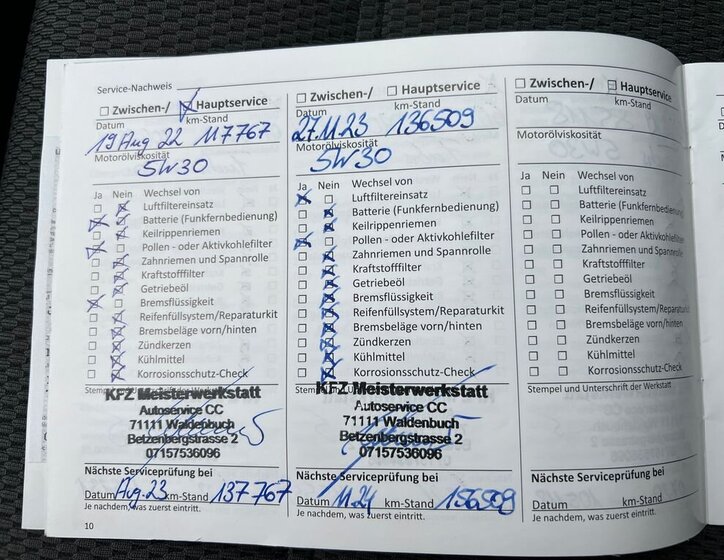 Service-Nachweis
☐ Zwischen-/ ☒ Hauptservice
Datum km-Stand
19 Aug 22 117767
Motorölviskosität
5W30
Ja Nein Wechsel von
Luftfiltereinsatz
Batterie (Funkfernbedienung)
Keilrippenriemen
Pollen - oder Aktivkohlefilter
Zahnriemen und Spannrolle
Kraftstofffilter
Getriebeöl
Bremsflüssigkeit
Reifenfüllsystem/Reparaturkit
Bremsbeläge vorn/hinten
Zündkerzen
Kühlmittel
Korrosionsschutz-Check
KFZ Meisterwerkstatt
Autoservice CC
71111 Waldenbuch
Betzenbergstrasse 2
07157536096
Nächste Serviceprüfung bei
Datum Aug.23 km-Stand 137767
Je nachdem, was zuerst eintritt.
10
☐ Zwischen-/ ☐ Hauptservice
Datum km-Stand
27.11.23 136509
Motorölviskosität
5W30
Ja Nein Wechsel von
Luftfiltereinsatz
Batterie (Funkfernbedienung)
Keilrippenriemen
Pollen - oder Aktivkohlefilter
Zahnriemen und Spannrolle
Kraftstofffilter
Getriebeöl
Bremsflüssigkeit
Reifenfüllsystem/Reparaturkit
Bremsbeläge vorn/hinten
Zündkerzen
Kühlmittel
Korrosionsschutz-Check
KFZ Meisterwerkstatt
Autoservice CC
71111 Waldenbuch
Betzenbergstrasse 2
07157536096
Nächste Serviceprüfung bei
Datum 11.24 km-Stand 156509
Je nachdem, was zuerst eintritt.
☐ Zwischen-/ ☐ Hauptservice
Datum km-Stand
Motorölviskosität
Ja Nein Wechsel von
Luftfiltereinsatz
Batterie (Funkfernbedienung)
Keilrippenriemen
Pollen - oder Aktivkohlefilter
Zahnriemen und Spannrolle
Kraftstofffilter
Getriebeöl
Bremsflüssigkeit
Reifenfüllsystem/Reparaturkit
Bremsbeläge vorn/hinten
Zündkerzen
Kühlmittel
Korrosionsschutz-Check
Stempel und Unterschrift der Werkstatt
Nächste Serviceprüfung bei
Datum km-Stand
Je nachdem, was zuerst eintritt.